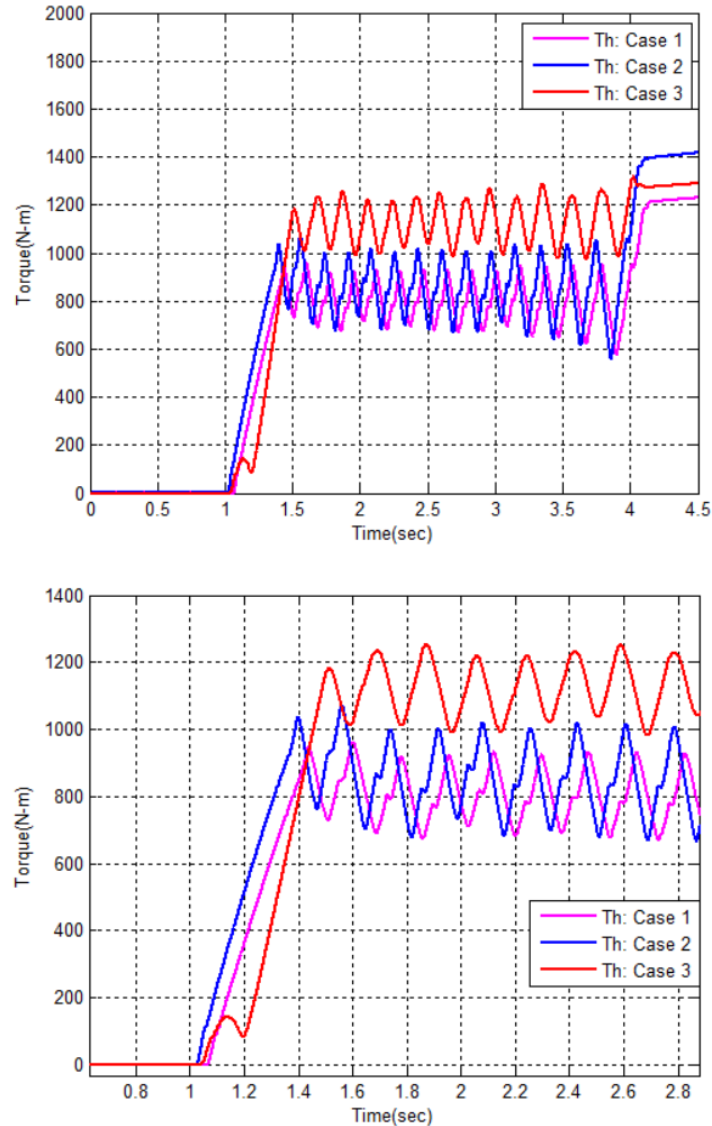 2000
1800
1600
1400
1200
1000
800
600
400
200
0
Torque(N-m)
Th: Case 1
Th: Case 2
Th: Case 3
0 0.5 1 1.5 2 2.5 3 3.5 4 4.5
Time(sec)
1400
1200
1000
800
600
400
200
0
Torque(N-m)
Th: Case 1
Th: Case 2
Th: Case 3
0.8 1 1.2 1.4 1.6 1.8 2 2.2 2.4 2.6 2.8
Time(sec)